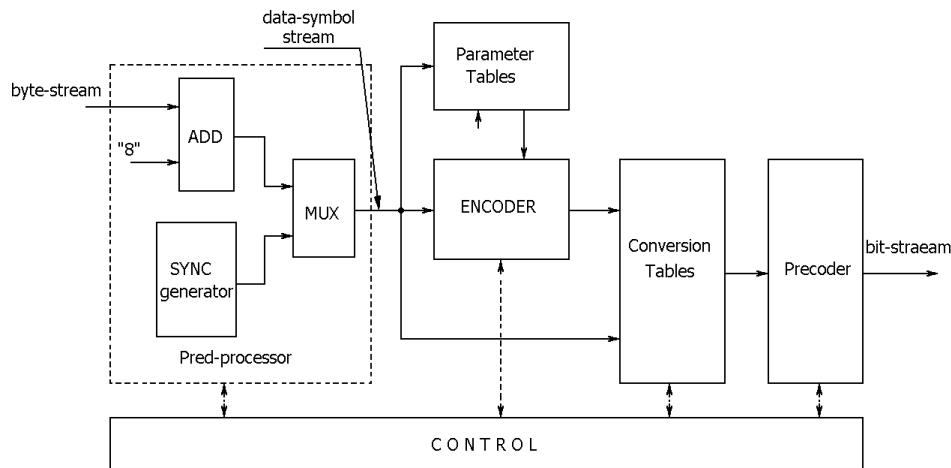 data-symbol
stream
byte-stream
"8"
ADD
MUX
SYNC
generator
Pred-processor
Parameter
Tables
ENCODER
Conversion
Tables
Precoder
bit-straeam
CONTROL